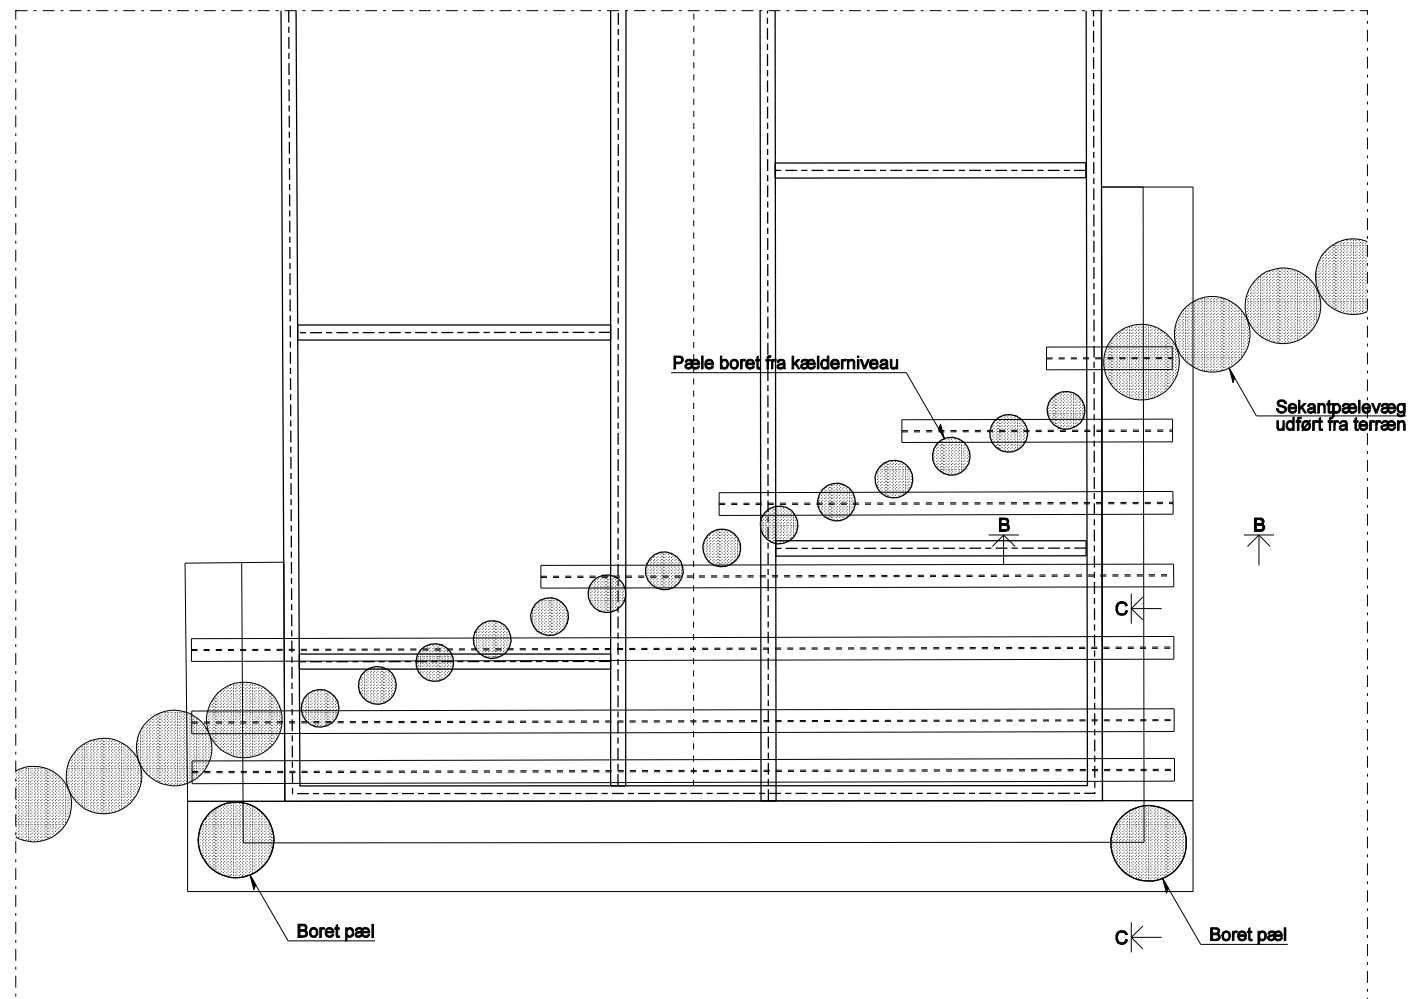 Pæle boret fra kælderniveau
Sekantpælevæg
udført fra terræn
B
B
C
Boret pæl
C
Boret pæl